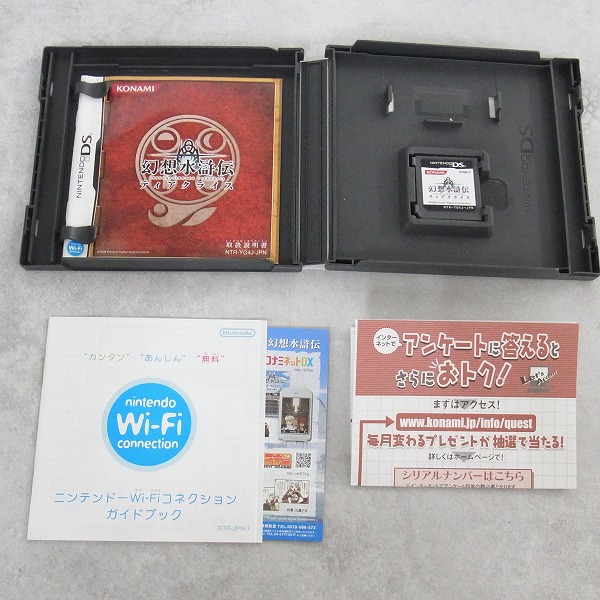 KONAMI
幻想水滸伝
ティアクライス
取扱説明書
NTR-YG4J-JPN
NINTENDO DS
Wi-Fi
NINTENDO DS
KONAMI
幻想水滸伝
ティアクライス
NTR-YG4J-JPN
Nintendo
"カンタン" "あんしん" "無料"
nintendo
Wi-Fi
connection
ニンテンドーWi-Fiコネクション
ガイドブック
NTR-JPN-7
幻想水滸伝
コナミネットDX
インター
ネットで
アンケートに答えると
さらにおトク!
まずはアクセス!
www.konami.jp/info/quest
毎月変わるプレゼントが抽選で当たる!
詳しくはホームページで!
シリアルナンバーはこちら